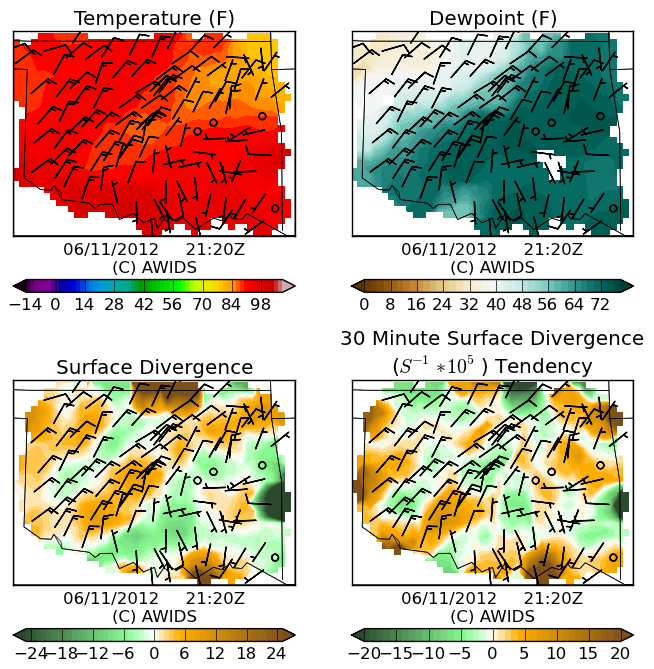 Temperature (F)
Dewpoint (F)
06/11/2012 21:20Z
(C) AWIDS
06/11/2012 21:20Z
(C) AWIDS
−14 0 14 28 42 56 70 84 98
0 8 16 24 32 40 48 56 64 72
Surface Divergence
30 Minute Surface Divergence
(S⁻¹ *10⁵ ) Tendency
06/11/2012 21:20Z
(C) AWIDS
06/11/2012 21:20Z
(C) AWIDS
−24−18−12 −6 0 6 12 18 24
−20−15−10 −5 0 5 10 15 20